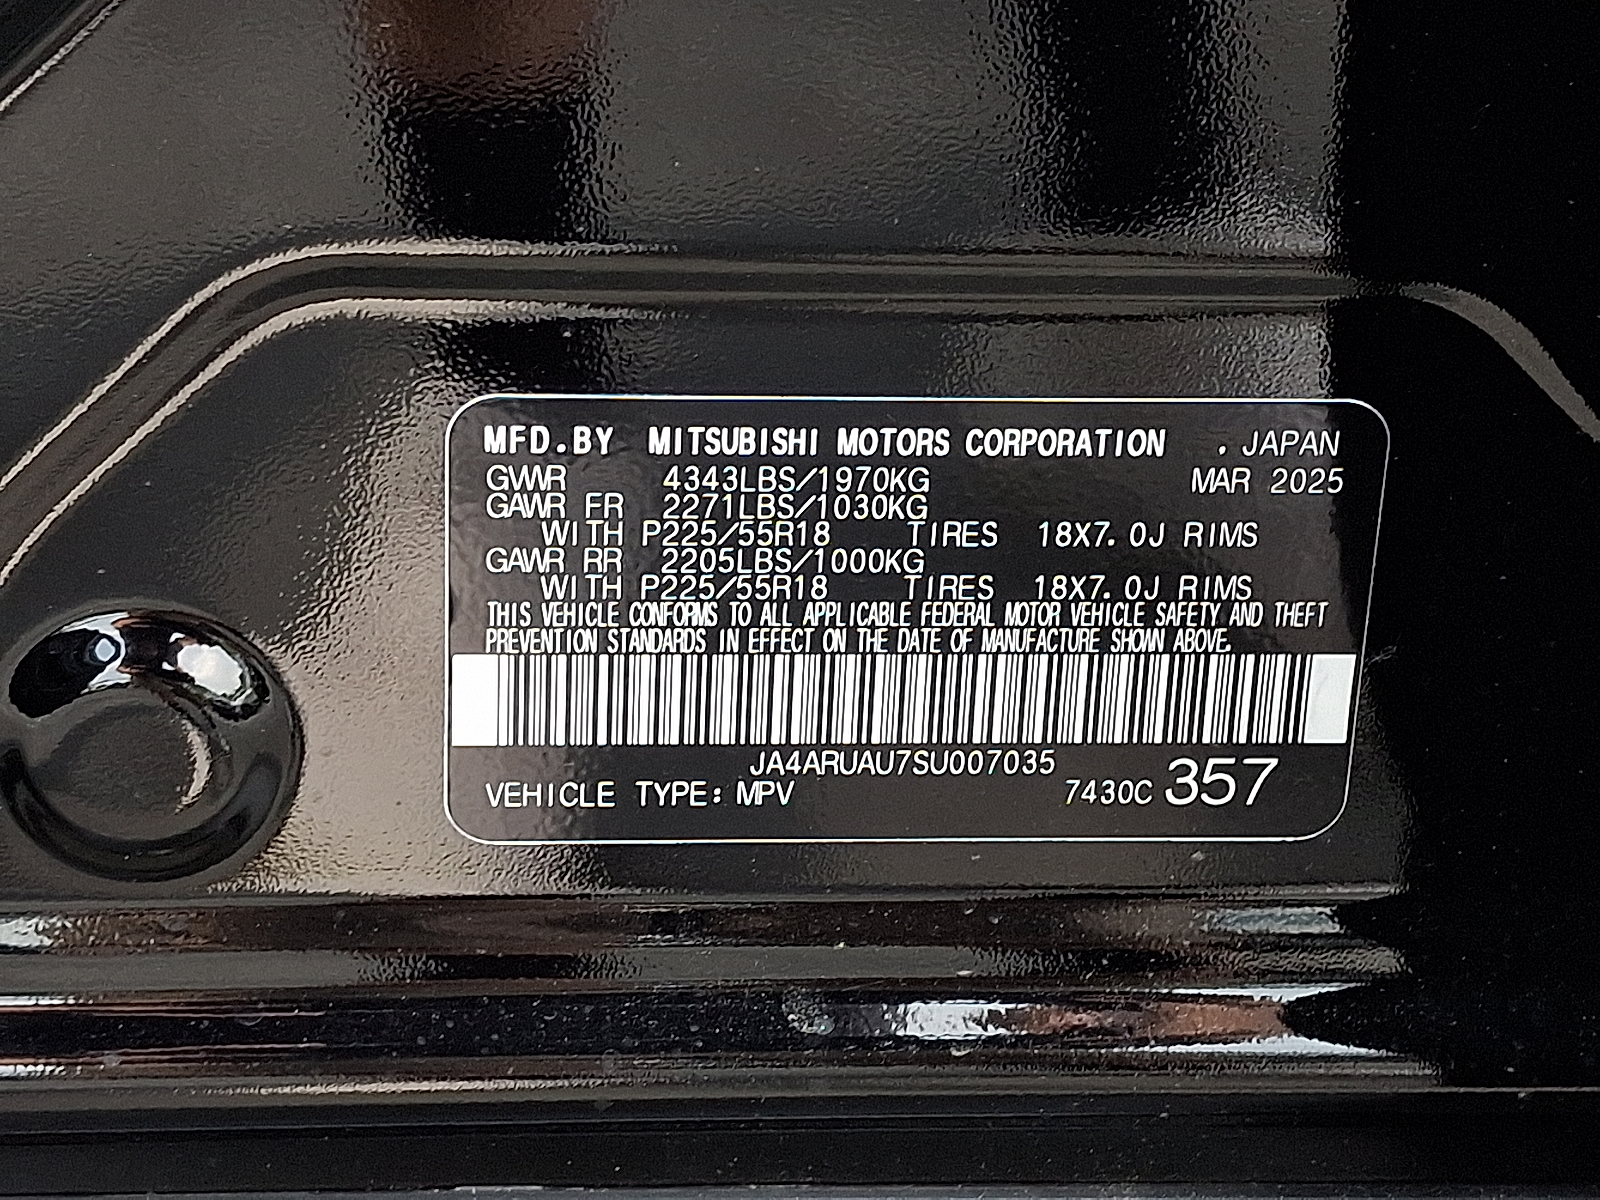 MFD.BY MITSUBISHI MOTORS CORPORATION . JAPAN
GWWR 4343LBS/1970KG MAR 2025
GAWR FR 2271LBS/1030KG
WITH P225/55R18 TIRES 18X7.0J RIMS
GAWR RR 2205LBS/1000KG
WITH P225/55R18 TIRES 18X7.0J RIMS
THIS VEHICLE CONFORMS TO ALL APPLICABLE FEDERAL MOTOR VEHICLE SAFETY AND THEFT
PREVENTION STANDARDS IN EFFECT ON THE DATE OF MANUFACTURE SHOWN ABOVE.
JA4ARUAU7SU007035
VEHICLE TYPE: MPV 7430C 357